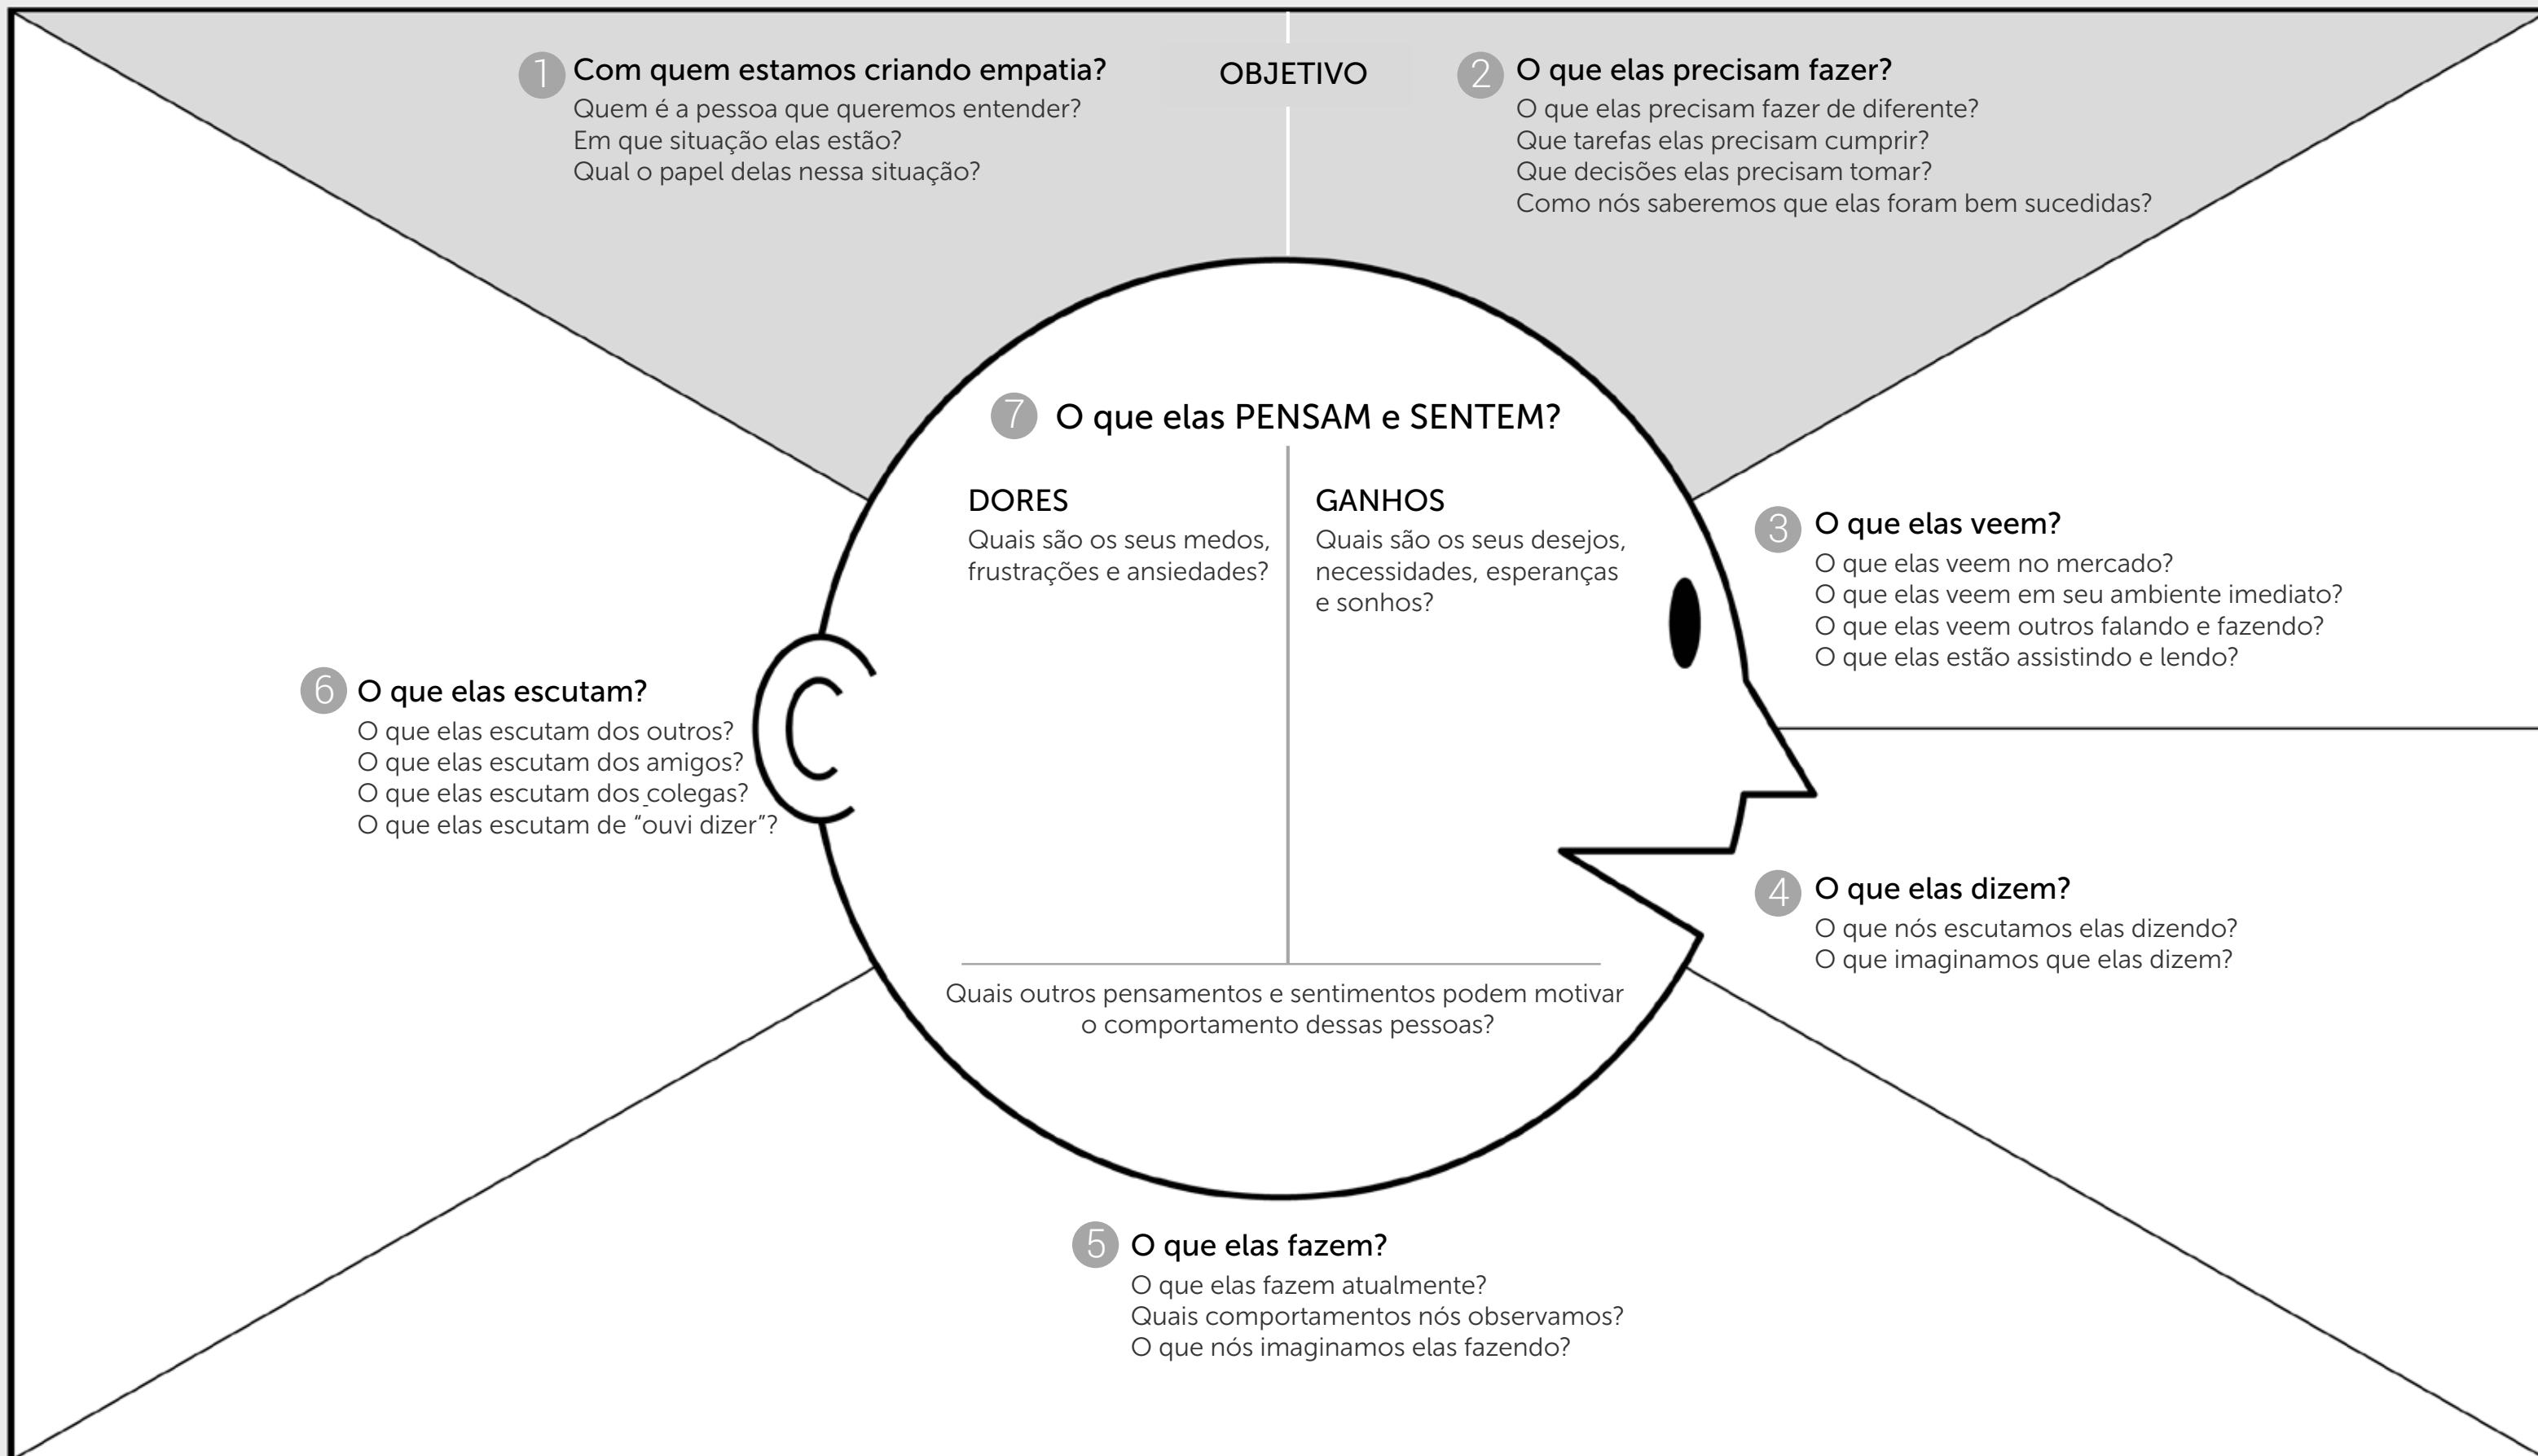 OBJETIVO
1 Com quem estamos criando empatia?
Quem é a pessoa que queremos entender?
Em que situação elas estão?
Qual o papel delas nessa situação?
2 O que elas precisam fazer?
O que elas precisam fazer de diferente?
Que tarefas elas precisam cumprir?
Que decisões elas precisam tomar?
Como nós saberemos que elas foram bem sucedidas?
3 O que elas veem?
O que elas veem no mercado?
O que elas veem em seu ambiente imediato?
O que elas veem outros falando e fazendo?
O que elas estão assistindo e lendo?
4 O que elas dizem?
O que nós escutamos elas dizendo?
O que imaginamos que elas dizem?
5 O que elas fazem?
O que elas fazem atualmente?
Quais comportamentos nós observamos?
O que nós imaginamos elas fazendo?
6 O que elas escutam?
O que elas escutam dos outros?
O que elas escutam dos amigos?
O que elas escutam dos colegas?
O que elas escutam de “ouvi dizer”?
7 O que elas PENSAM e SENTEM?
DORES
Quais são os seus medos,
frustrações e ansiedades?
GANHOS
Quais são os seus desejos,
necessidades, esperanças
e sonhos?
Quais outros pensamentos e sentimentos podem motivar
o comportamento dessas pessoas?